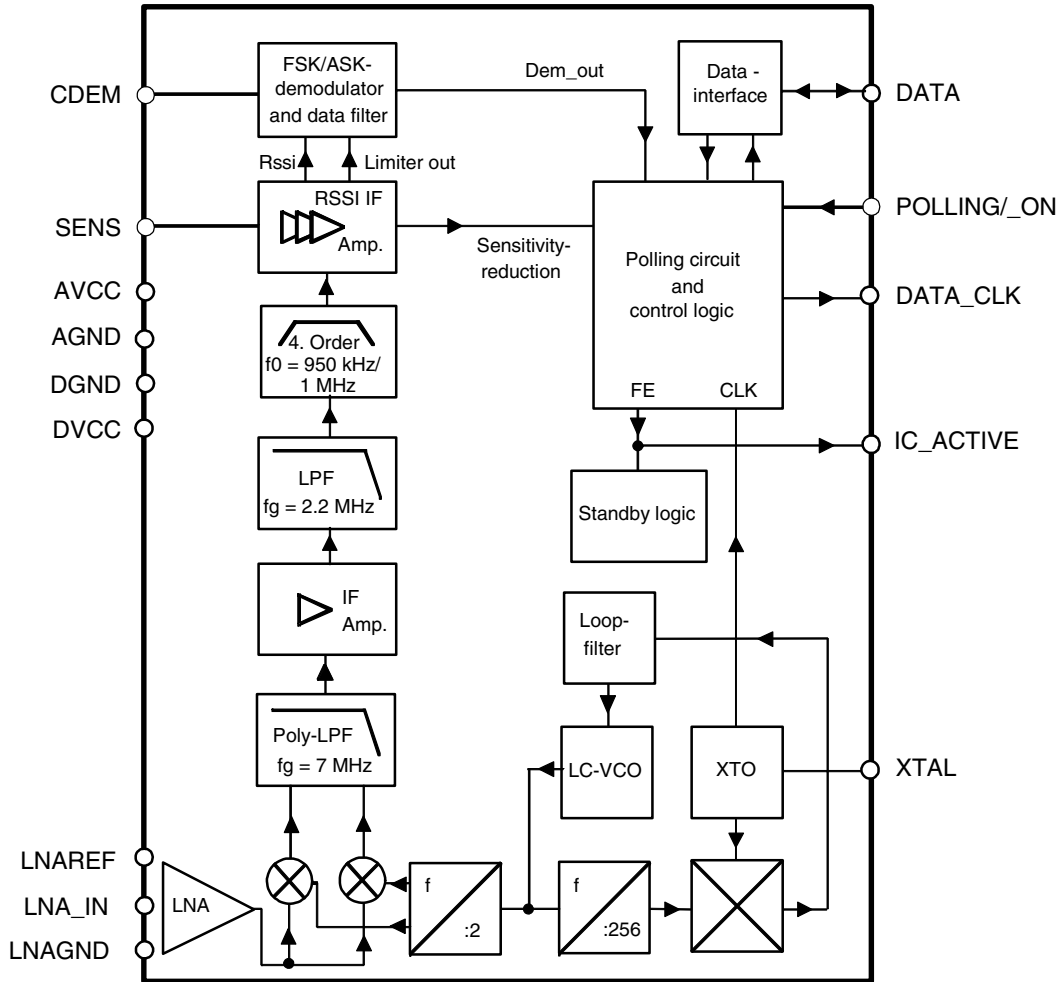 CDEM
FSK/ASK-
demodulator
and data filter
Dem_out
Data -
interface
DATA
Rssi
Limiter out
SENS
RSSI IF
Amp.
Sensitivity-
reduction
Polling circuit
and
control logic
FE
CLK
POLLING/_ON
DATA_CLK
AVCC
AGND
DGND
DVCC
4. Order
f0 = 950 kHz/
1 MHz
IC_ACTIVE
LPF
fg = 2.2 MHz
Standby logic
IF
Amp.
Loop-
filter
Poly-LPF
fg = 7 MHz
LC-VCO
XTO
XTAL
LNAREF
LNA_IN
LNAGND
LNA
f
:2
f
:256